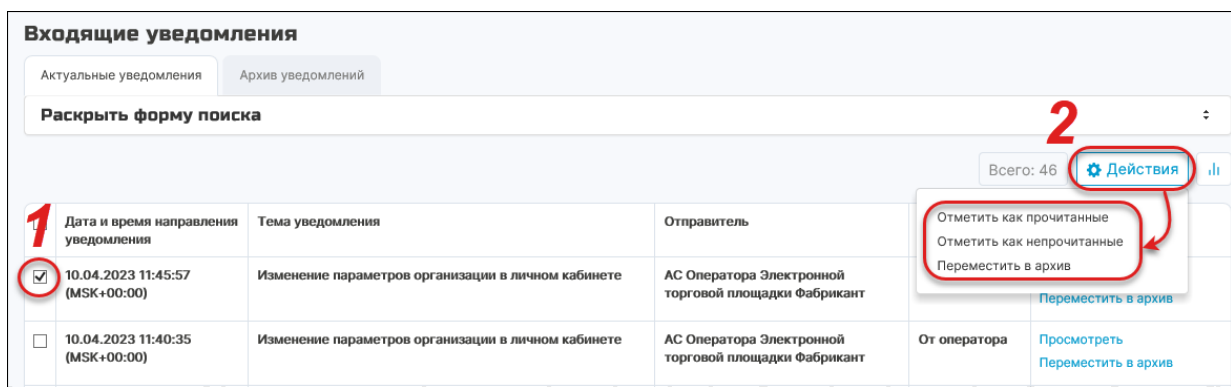 Входящие уведомления
Актуальные уведомления Архив уведомлений
Раскрыть форму поиска
2
Всего: 46 Действия
1
Дата и время направления уведомления Тема уведомления Отправитель
Отметить как прочитанные
Отметить как непрочитанные
Переместить в архив
10.04.2023 11:45:57 Изменение параметров организации в личном кабинете АС Оператора Электронной
(MSK+00:00) торговой площадки Фабрикант
Переместить в архив
10.04.2023 11:40:35 Изменение параметров организации в личном кабинете АС Оператора Электронной От оператора Просмотреть
(MSK+00:00) торговой площадки Фабрикант Переместить в архив